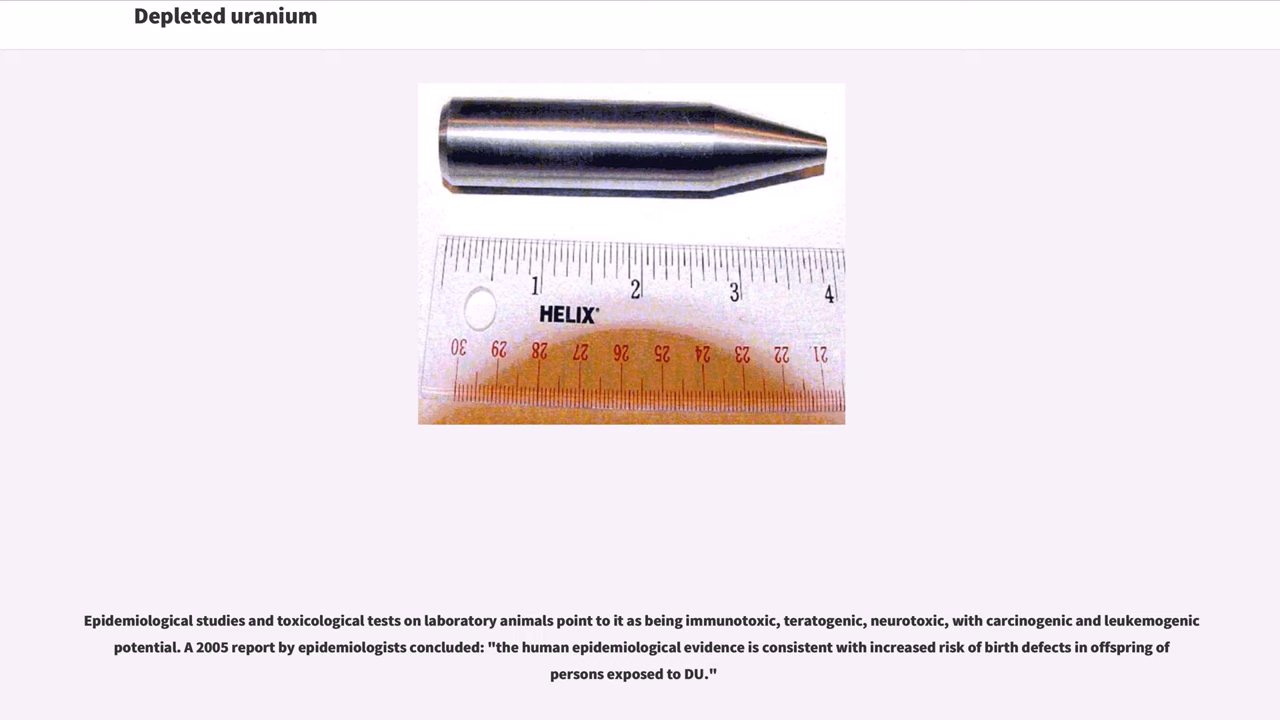 Depleted uranium
1 2 3 4
HELIX®
30 29 28 27 26 25 24 23 22 21
Epidemiological studies and toxicological tests on laboratory animals point to it as being immunotoxic, teratogenic, neurotoxic, with carcinogenic and leukemogenic
potential. A 2005 report by epidemiologists concluded: "the human epidemiological evidence is consistent with increased risk of birth defects in offspring of
persons exposed to DU."